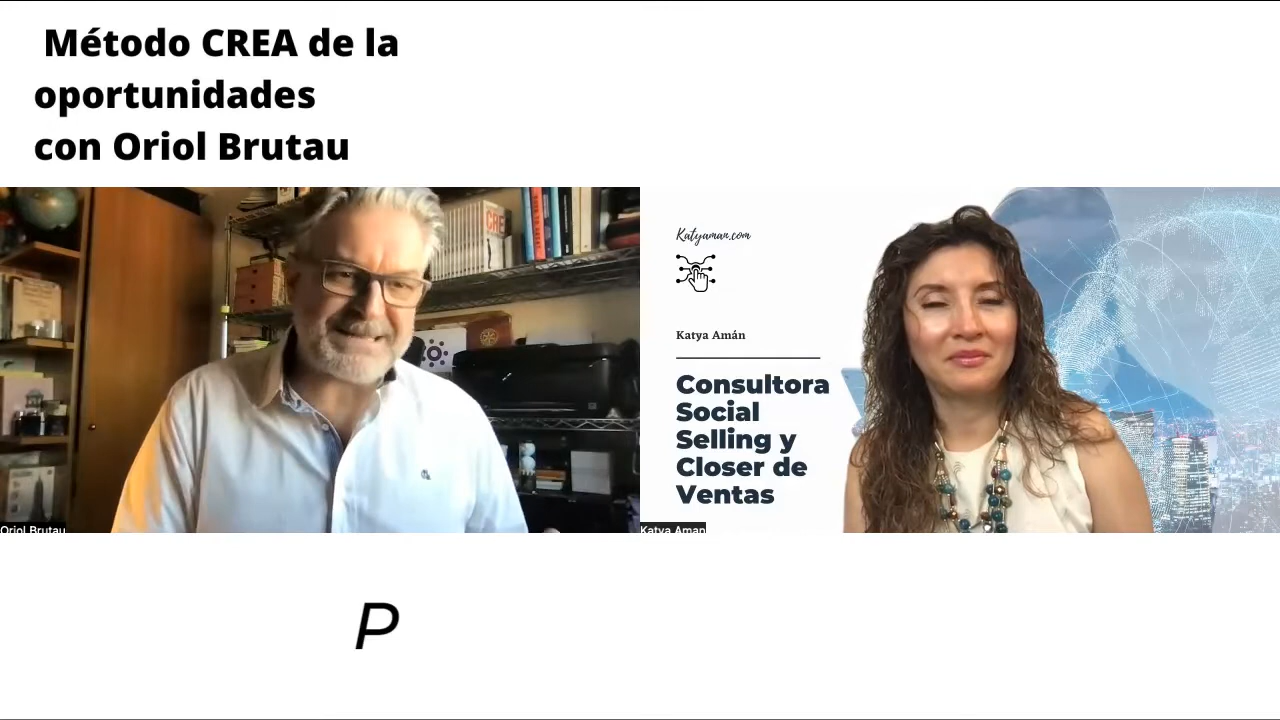 Método CREA de la
oportunidades
con Oriol Brutau
CRE
Katyaman.com
Katya Amán
Consultora
Social
Selling y
Closer de
Ventas
Oriol Brutau
Katya Aman
P